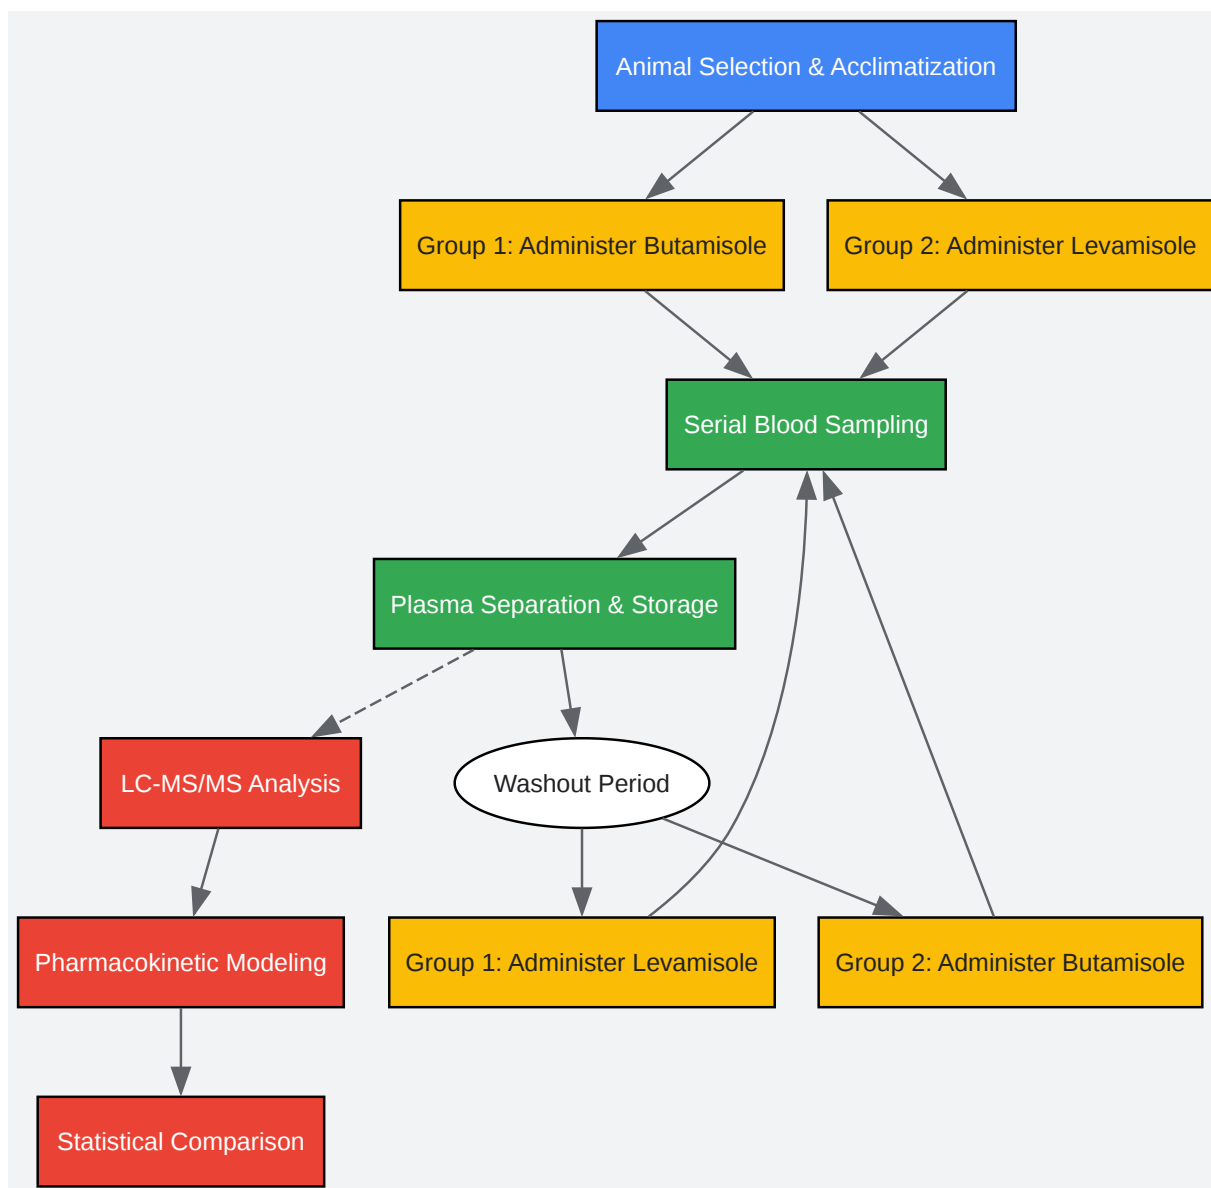 Animal Selection & Acclimatization
Group 1: Administer Butamisole
Group 2: Administer Levamisole
Serial Blood Sampling
Plasma Separation & Storage
LC-MS/MS Analysis
Washout Period
Pharmacokinetic Modeling
Group 1: Administer Levamisole
Group 2: Administer Butamisole
Statistical Comparison